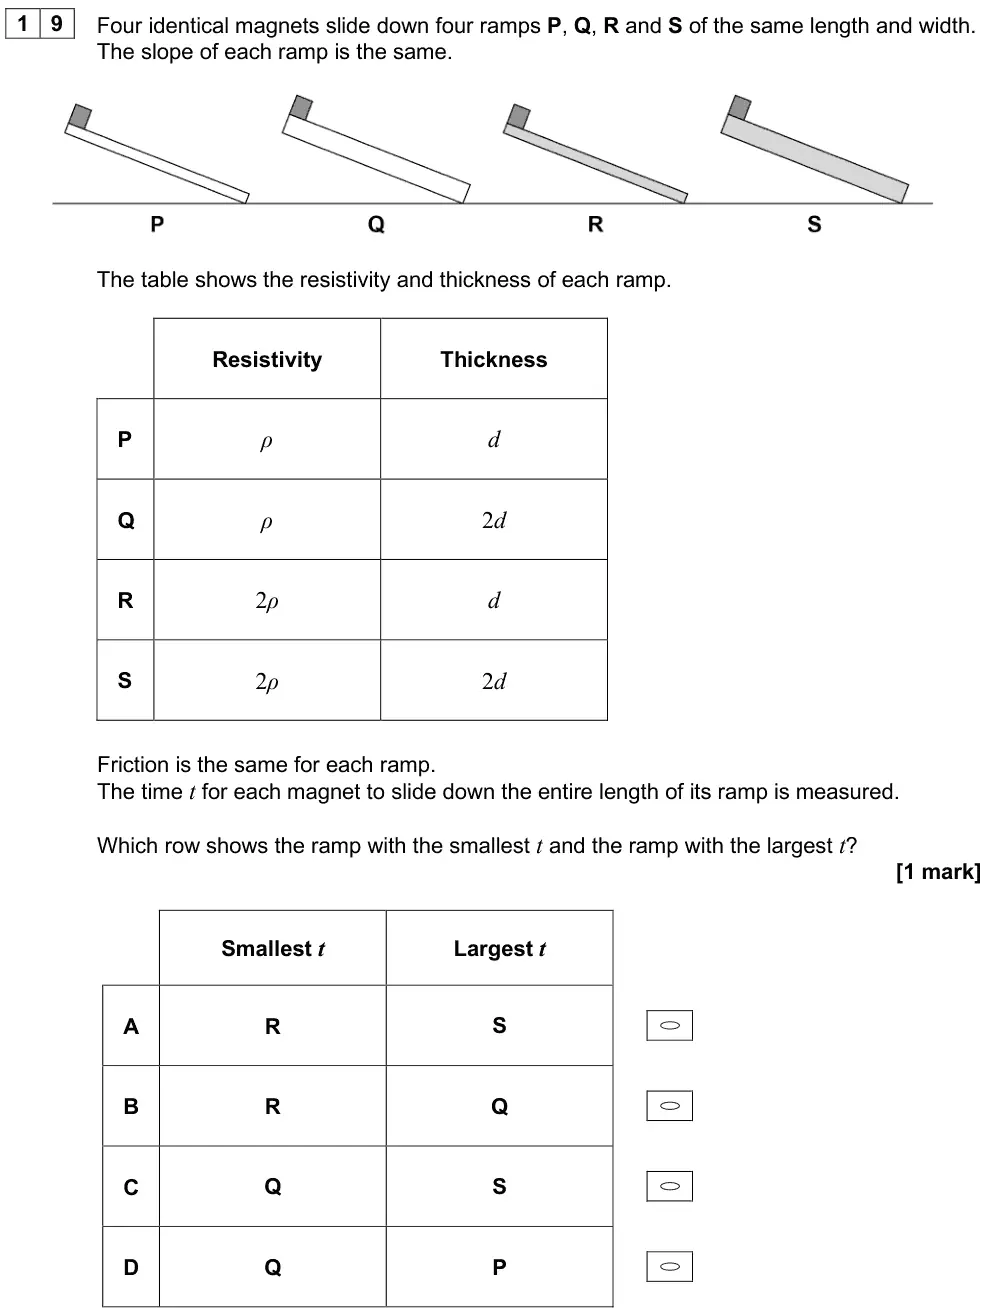 1 9 Four identical magnets slide down four ramps P, Q, R and S of the same length and width.
The slope of each ramp is the same.
P Q R S
The table shows the resistivity and thickness of each ramp.
Resistivity Thickness
P ρ d
Q ρ 2d
R 2ρ d
S 2ρ 2d
Friction is the same for each ramp.
The time t for each magnet to slide down the entire length of its ramp is measured.
Which row shows the ramp with the smallest t and the ramp with the largest t?
[1 mark]
Smallest t Largest t
A R S
B R Q
C Q S
D Q P